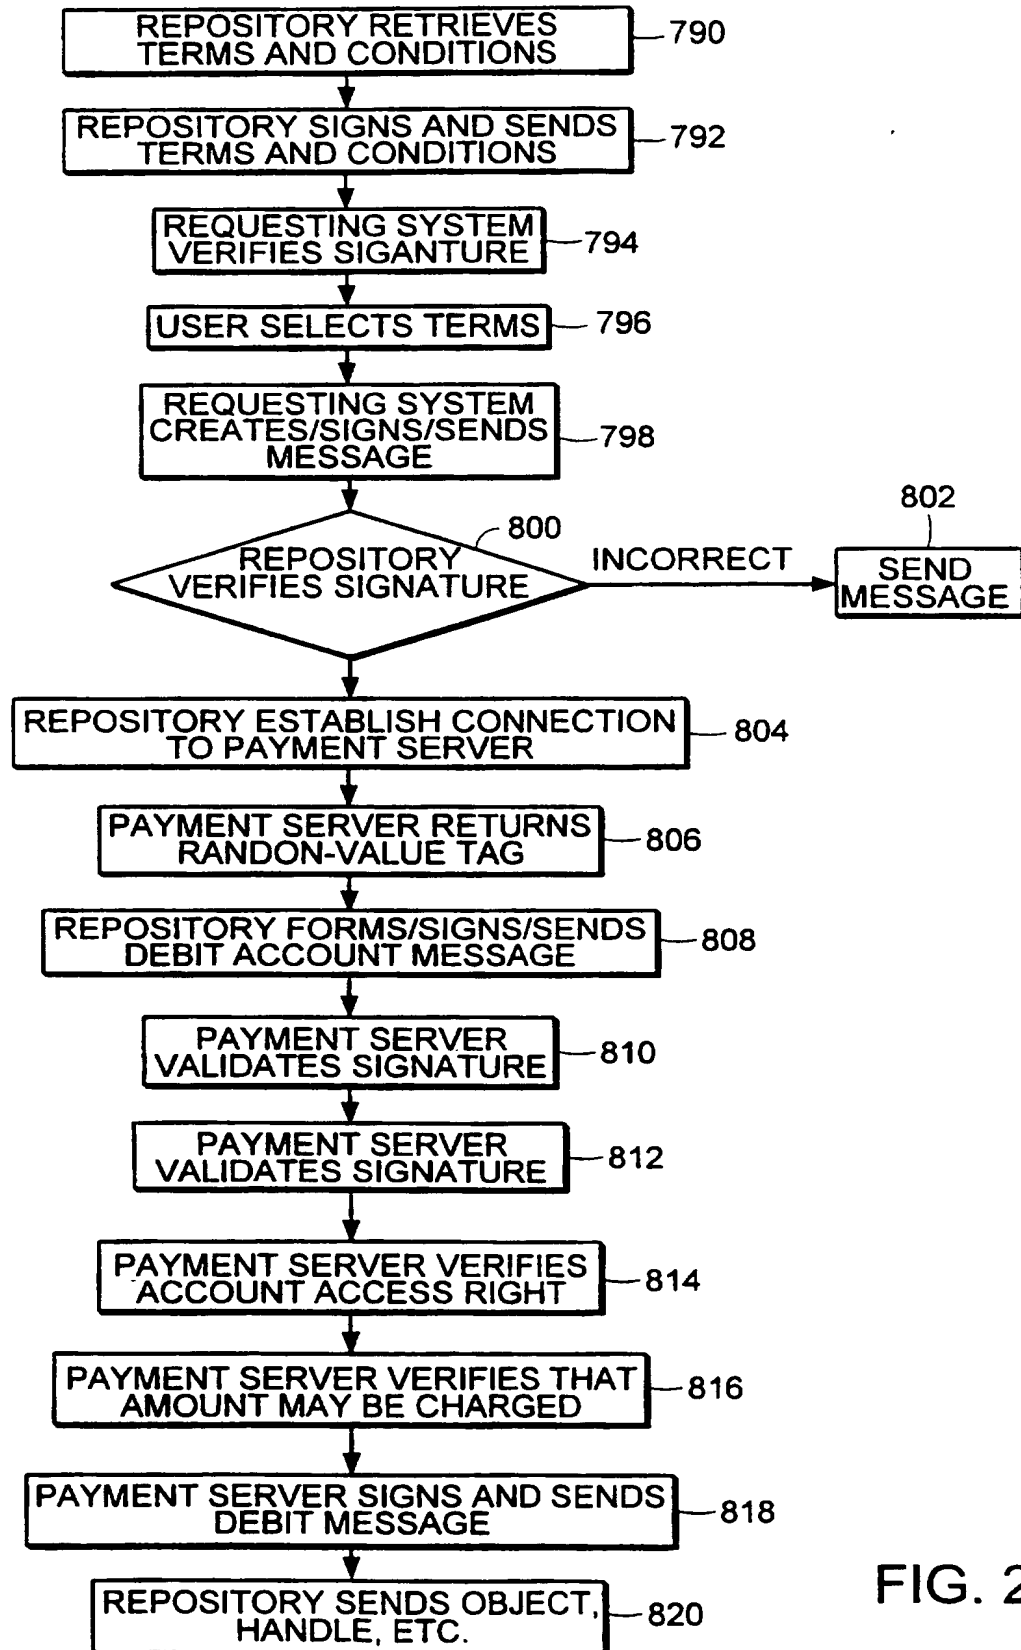 REPOSITORY RETRIEVES
TERMS AND CONDITIONS
790
REPOSITORY SIGNS AND SENDS
TERMS AND CONDITIONS
792
REQUESTING SYSTEM
VERIFIES SIGANTURE
794
USER SELECTS TERMS
796
REQUESTING SYSTEM
CREATES/SIGNS/SENDS
MESSAGE
798
800
REPOSITORY
VERIFIES SIGNATURE
INCORRECT
802
SEND
MESSAGE
REPOSITORY ESTABLISH CONNECTION
TO PAYMENT SERVER
804
PAYMENT SERVER RETURNS
RANDON-VALUE TAG
806
REPOSITORY FORMS/SIGNS/SENDS
DEBIT ACCOUNT MESSAGE
808
PAYMENT SERVER
VALIDATES SIGNATURE
810
PAYMENT SERVER
VALIDATES SIGNATURE
812
PAYMENT SERVER VERIFIES
ACCOUNT ACCESS RIGHT
814
PAYMENT SERVER VERIFIES THAT
AMOUNT MAY BE CHARGED
816
PAYMENT SERVER SIGNS AND SENDS
DEBIT MESSAGE
818
REPOSITORY SENDS OBJECT,
HANDLE, ETC.
820
FIG. 2